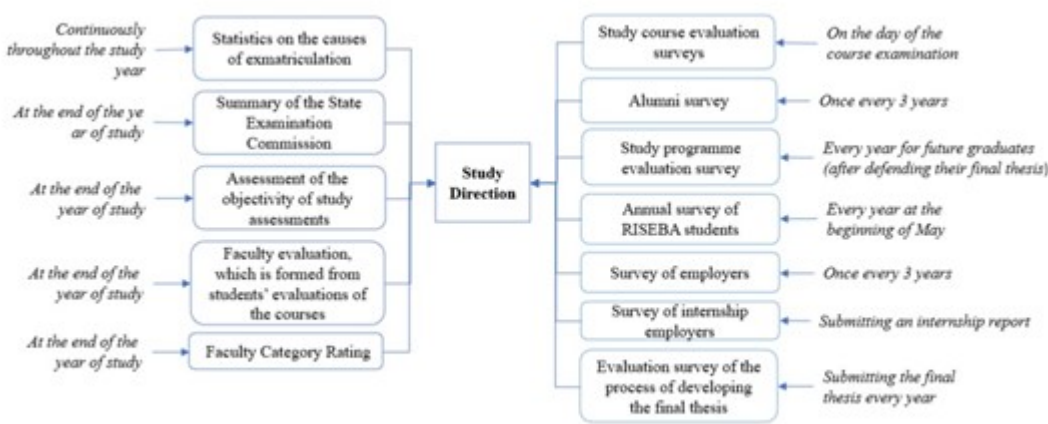 Continuously
throughout the study
year
Statistics on the causes
of exmatriculation
At the end of the ye
ar of study
Summary of the State
Examination
Commission
At the end of the
year of study
Assessment of the
objectivity of study
assessments
At the end of the
year of study
Faculty evaluation,
which is formed from
students' evaluations of
the courses
At the end of the
year of study
Faculty Category Rating
Study
Direction
Study course evaluation
surveys
On the day of the
course examination
Alumni survey
Once every 3 years
Study programme
evaluation survey
Every year for future graduates
(after defending their final thesis)
Annual survey of
RISEBA students
Every year at the
beginning of May
Survey of employers
Once every 3 years
Survey of internship
employers
Submitting an internship report
Evaluation survey of the
process of developing
the final thesis
Submitting the final
thesis every year